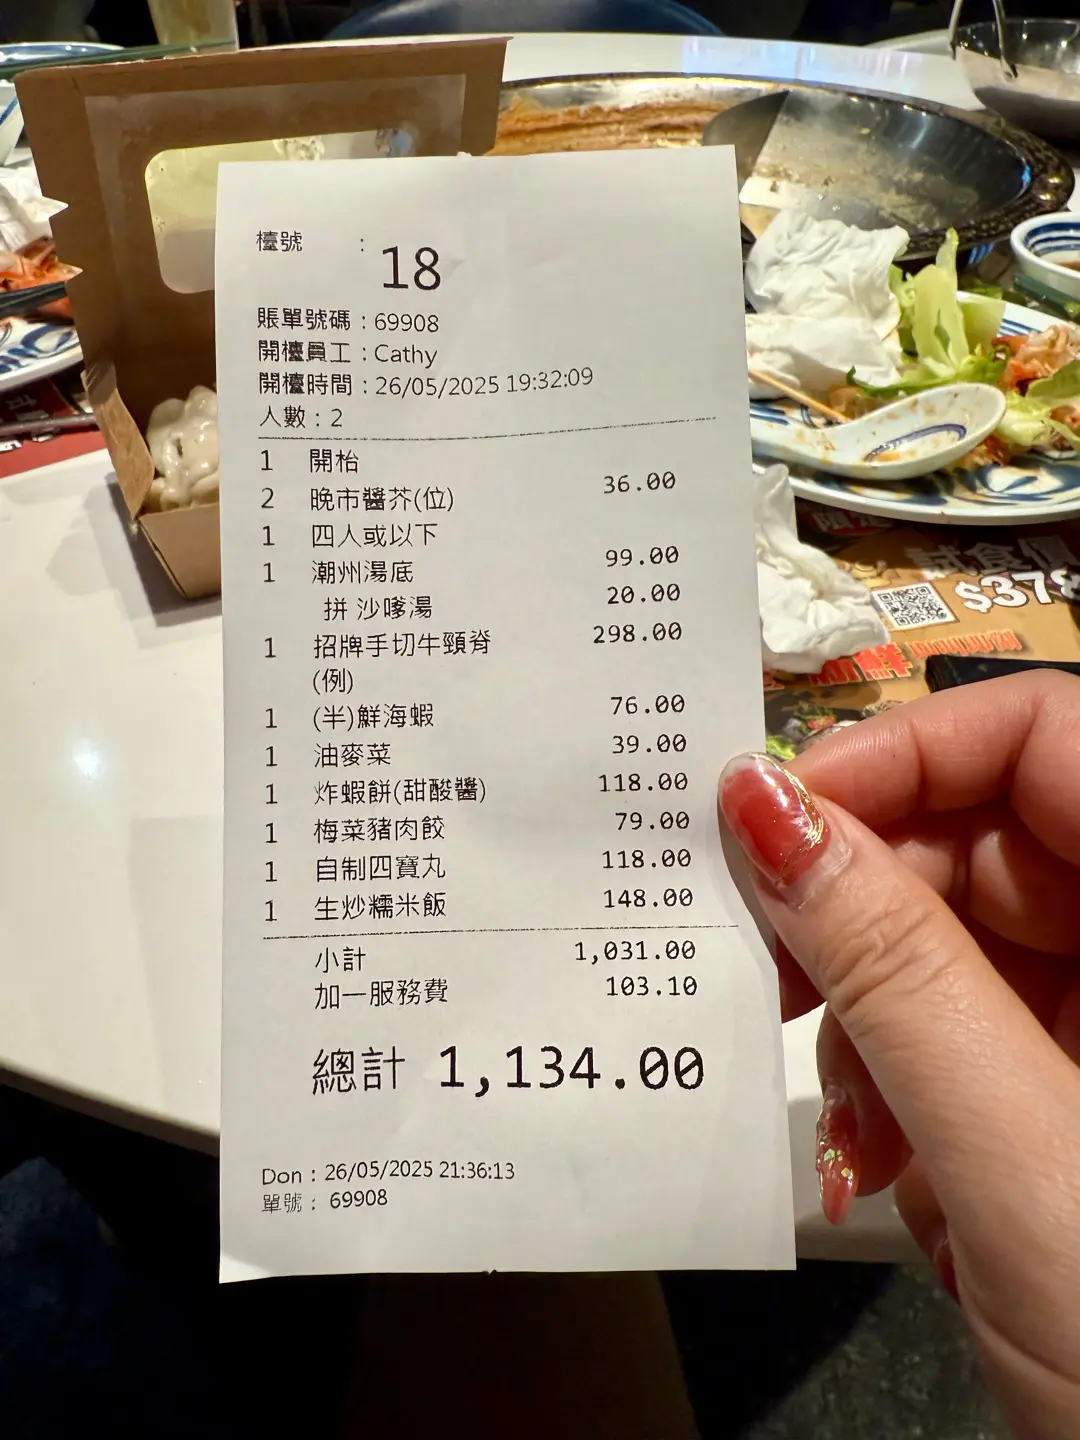 檯號 : 18
賬單號碼 : 69908
開檯員工 : Cathy
開檯時間 : 26/05/2025 19:32:09
人數 : 2
1 開枱
2 晚市醬芥(位) 36.00
1 四人或以下
1 潮州湯底 99.00
拼 沙嗲湯 20.00
1 招牌手切牛頸脊 298.00
(例)
1 (半)鮮海蝦 76.00
1 油麥菜 39.00
1 炸蝦餅(甜酸醬) 118.00
1 梅菜豬肉餃 79.00
1 自制四寶丸 118.00
1 生炒糯米飯 148.00
小計 1,031.00
加一服務費 103.10
總計 1,134.00
Don : 26/05/2025 21:36:13
單號 : 69908
試食價
$378